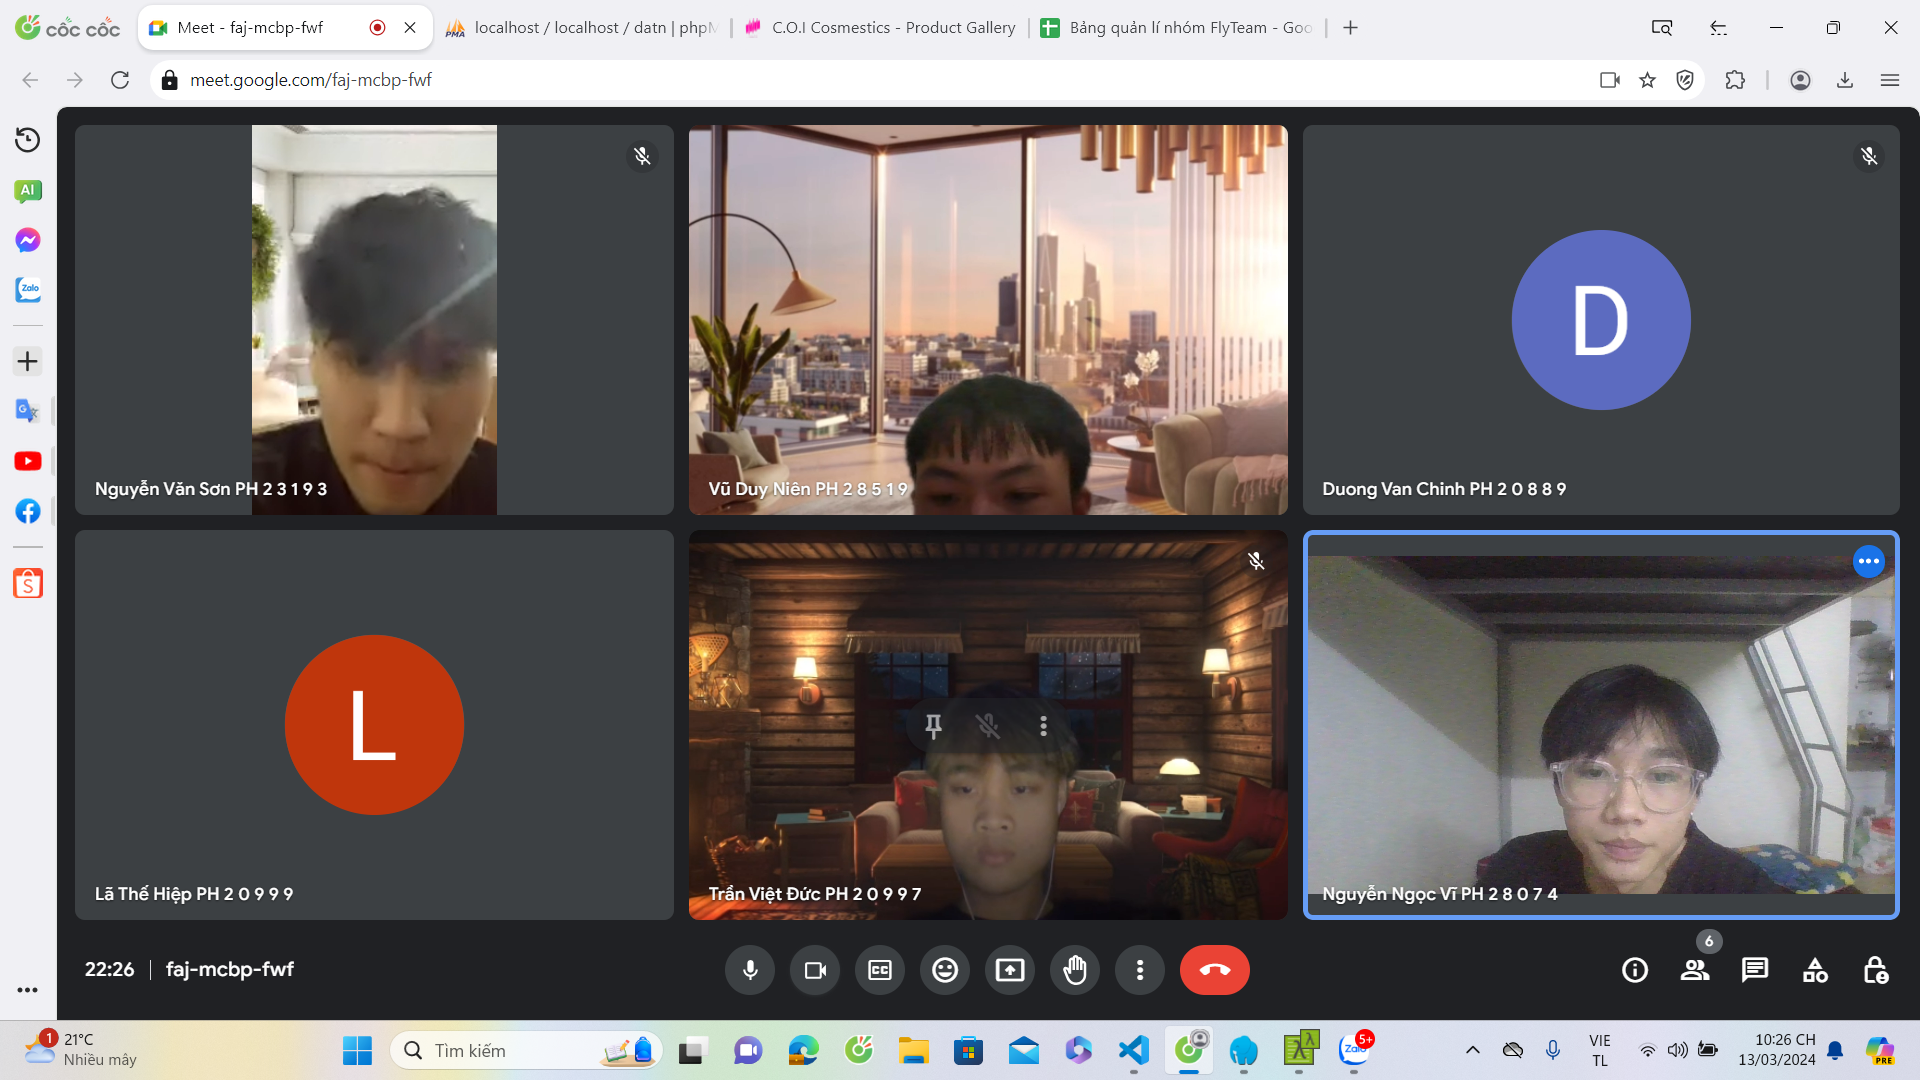 cốc cốc
Meet - faj-mcbp-fwf
localhost / localhost / datn | phpM
C.O.I Cosmestics - Product Gallery
Bảng quản lí nhóm FlyTeam - Goo
PMA
meet.google.com/faj-mcbp-fwf
AI
Zalo
Nguyễn Văn Sơn PH 2 3 1 9 3
Vũ Duy Niên PH 2 8 5 1 9
D
Duong Van Chinh PH 2 0 8 8 9
L
Lã Thế Hiệp PH 2 0 9 9 9
Trần Việt Đức PH 2 0 9 9 7
Nguyễn Ngọc Vĩ PH 2 8 0 7 4
22:26
faj-mcbp-fwf
CC
6
1
21°C
Nhiều mây
Tìm kiếm
Zalo
5+
VIE
TL
10:26 CH
13/03/2024
PRE